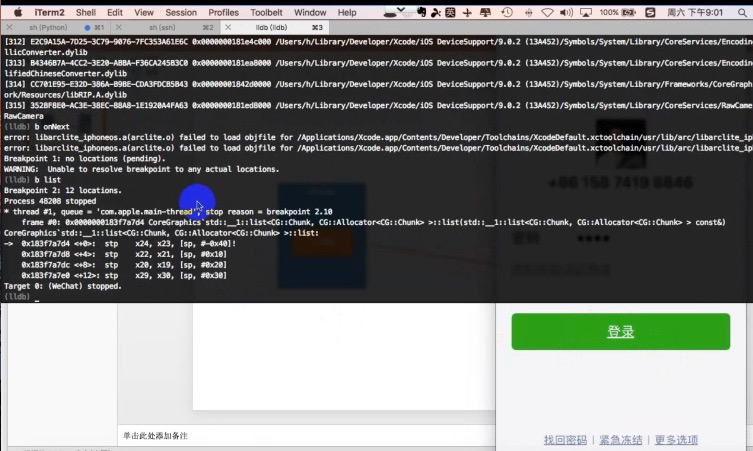 iTerm2 Shell Edit View Session Profiles Toolbelt Window Help 100% 周六下午9:01
sh (Python) ⌘1 sh (ssh) ⌘2 lldb (lldb) ⌘3
[312] E2C9A15A-7D25-3C79-9076-7FC353A61E6C 0x0000000181e4c000 /Users/h/Library/Developer/Xcode/iOS DeviceSupport/9.0.2 (13A452)/Symbols/System/Library/CoreServices/Encodin
llicConverter.dylib
[313] B4346B7A-4CC2-3E20-ABBA-F36CA245B3C0 0x0000000181ea8000 /Users/h/Library/Developer/Xcode/iOS DeviceSupport/9.0.2 (13A452)/Symbols/System/Library/CoreServices/Encodin
lifiedChineseConverter.dylib
[314] CC701E95-E32D-386A-B9BE-CDA3FDCB5B43 0x00000001842d0000 /Users/h/Library/Developer/Xcode/iOS DeviceSupport/9.0.2 (13A452)/Symbols/System/Library/Frameworks/CoreGraph
ork/Resources/libRIP.A.dylib
[315] 352BF8E0-AC3E-38EC-88A8-1E1920A4FA63 0x0000000181ed8000 /Users/h/Library/Developer/Xcode/iOS DeviceSupport/9.0.2 (13A452)/Symbols/System/Library/CoreServices/RawCame
RawCamera
(lldb) b onNext
error: libarclite_iphoneos.a(arclite.o) failed to load objfile for /Applications/Xcode.app/Contents/Developer/Toolchains/XcodeDefault.xctoolchain/usr/lib/arc/libarclite_ip
error: libarclite_iphoneos.a(arclite.o) failed to load objfile for /Applications/Xcode.app/Contents/Developer/Toolchains/XcodeDefault.xctoolchain/usr/lib/arc/libarclite_ip
Breakpoint 1: no locations (pending).
WARNING:  Unable to resolve breakpoint to any actual locations.
(lldb) b list
Breakpoint 2: 12 locations.
Process 48208 stopped
* thread #1, queue = 'com.apple.main-thread', stop reason = breakpoint 2.10
frame #0: 0x0000000183f7a7d4 CoreGraphics`std::__1::list<CG::Chunk, CG::Allocator<CG::Chunk> >::list(std::__1::list<CG::Chunk, CG::Allocator<CG::Chunk> > const&)
CoreGraphics`std::__1::list<CG::Chunk, CG::Allocator<CG::Chunk> >::list:
->  0x183f7a7d4 <+0>:  stp    x24, x23, [sp, #-0x40]!
0x183f7a7d8 <+4>:  stp    x22, x21, [sp, #0x10]
0x183f7a7dc <+8>:  stp    x20, x19, [sp, #0x20]
0x183f7a7e0 <+12>: stp    x29, x30, [sp, #0x30]
Target 0: (WeChat) stopped.
(lldb)
登录
单击此处添加备注
找回密码 | 紧急冻结 | 更多选项